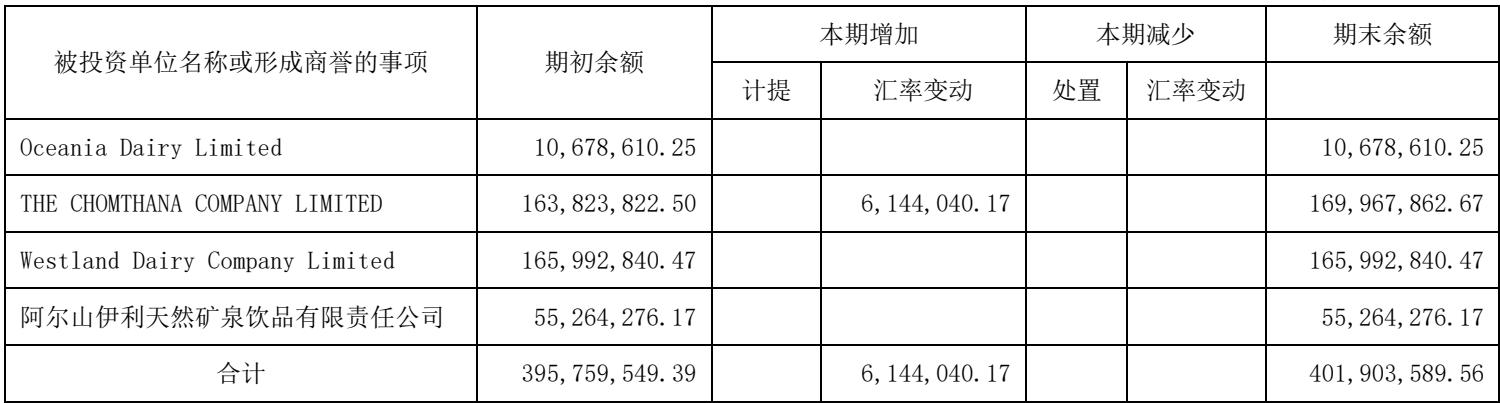 被投资单位名称或形成商誉的事项 期初余额 本期增加 本期减少 期末余额
计提 汇率变动 处置 汇率变动
Oceania Dairy Limited 10,678,610.25 10,678,610.25
THE CHOMTHANA COMPANY LIMITED 163,823,822.50 6,144,040.17 169,967,862.67
Westland Dairy Company Limited 165,992,840.47 165,992,840.47
阿尔山伊利天然矿泉饮品有限责任公司 55,264,276.17 55,264,276.17
合计 395,759,549.39 6,144,040.17 401,903,589.56